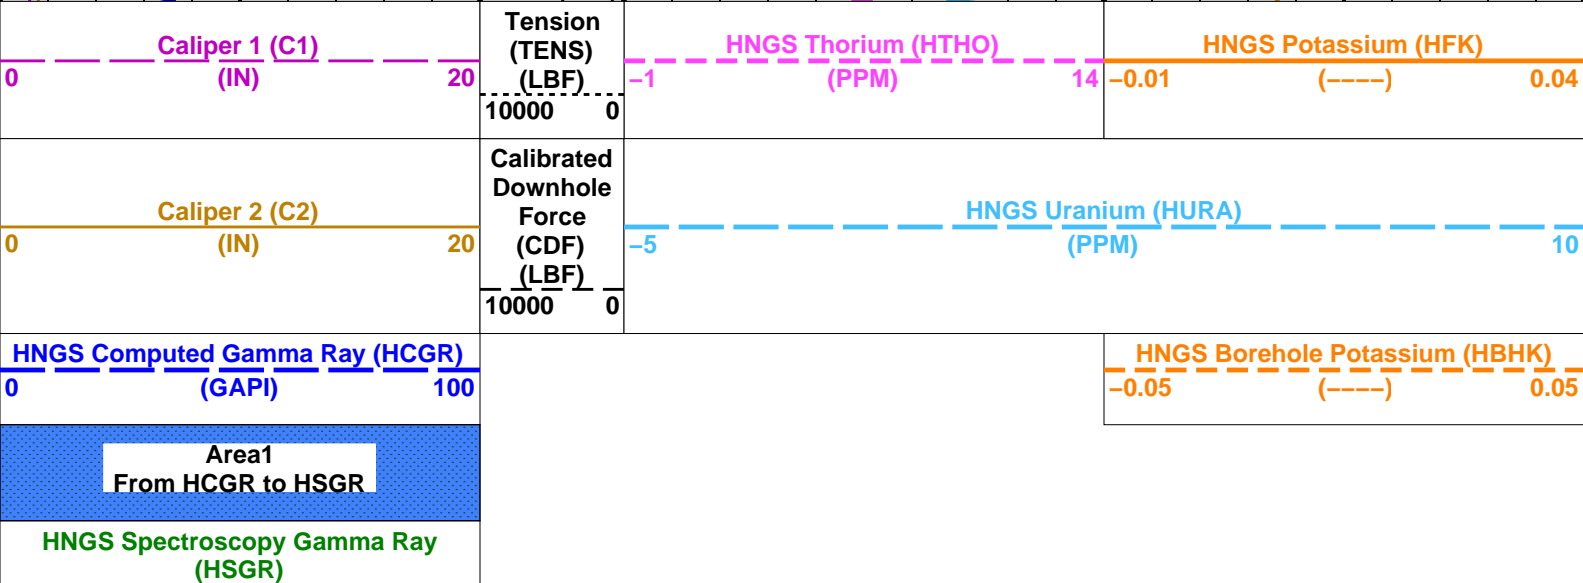 Caliper 1 (C1)
0 (IN) 20
Tension
(TENS)
(LBF)
10000 0
HNGS Thorium (HTHO)
−1 (PPM) 14
HNGS Potassium (HFK)
−0.01 (−−−−) 0.04
Caliper 2 (C2)
0 (IN) 20
Calibrated
Downhole
Force
(CDF)
(LBF)
10000 0
HNGS Uranium (HURA)
−5 (PPM) 10
HNGS Computed Gamma Ray (HCGR)
0 (GAPI) 100
HNGS Borehole Potassium (HBHK)
−0.05 (−−−−) 0.05
Area1
From HCGR to HSGR
HNGS Spectroscopy Gamma Ray
(HSGR)